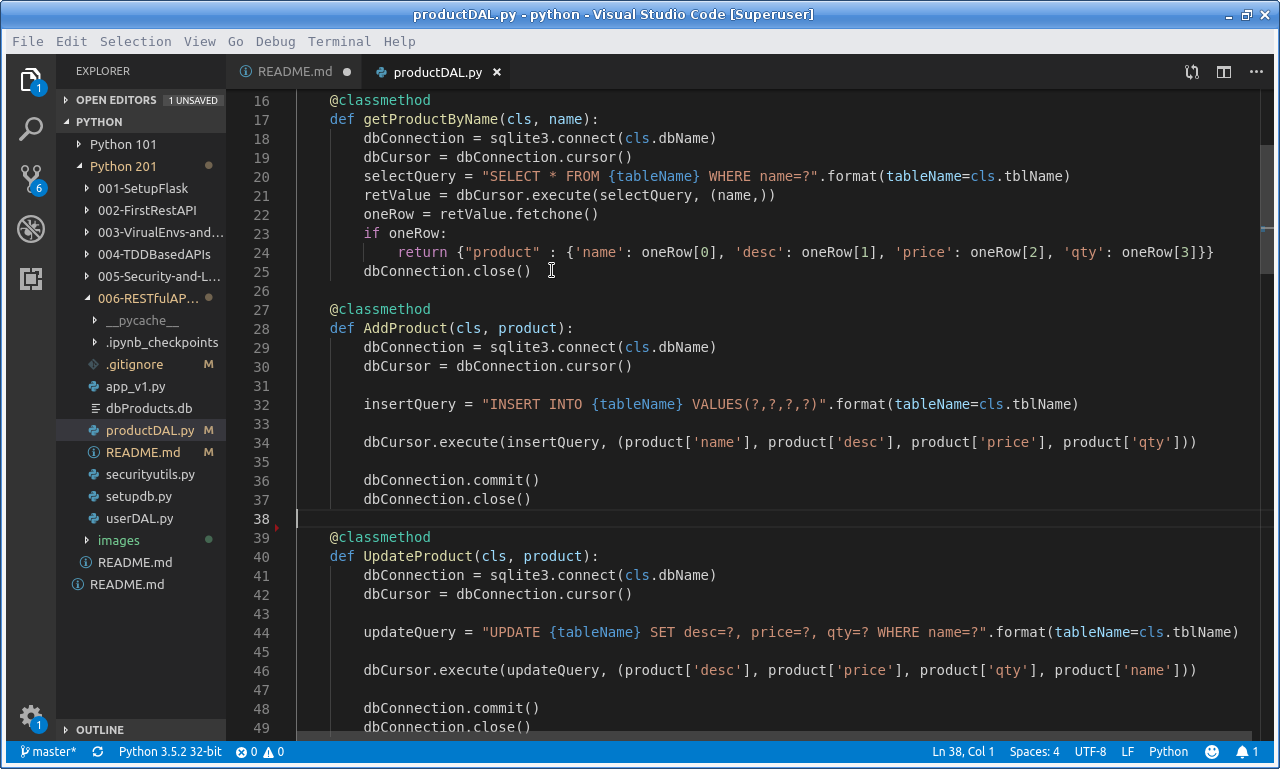 productDAL.py - python - Visual Studio Code [Superuser]
File Edit Selection View Go Debug Terminal Help
EXPLORER
OPEN EDITORS 1 UNSAVED
PYTHON
Python 101
Python 201
001-SetupFlask
002-FirstRestAPI
003-VirualEnvs-and...
004-TDDBasedAPIs
005-Security-and-L...
006-RESTfulAP...
__pycache__
.ipynb_checkpoints
.gitignore M
app_v1.py
dbProducts.db
productDAL.py M
README.md M
securityutils.py
setupdb.py
userDAL.py
images
README.md
README.md
OUTLINE
1
6
1
README.md
productDAL.py
16 @classmethod
17 def getProductByName(cls, name):
18 dbConnection = sqlite3.connect(cls.dbName)
19 dbCursor = dbConnection.cursor()
20 selectQuery = "SELECT * FROM {tableName} WHERE name=?".format(tableName=cls.tblName)
21 retValue = dbCursor.execute(selectQuery, (name,))
22 oneRow = retValue.fetchone()
23 if oneRow:
24 return {"product" : {'name': oneRow[0], 'desc': oneRow[1], 'price': oneRow[2], 'qty': oneRow[3]}}
25 dbConnection.close()
26
27 @classmethod
28 def AddProduct(cls, product):
29 dbConnection = sqlite3.connect(cls.dbName)
30 dbCursor = dbConnection.cursor()
31
32 insertQuery = "INSERT INTO {tableName} VALUES(?,?,?,?)".format(tableName=cls.tblName)
33
34 dbCursor.execute(insertQuery, (product['name'], product['desc'], product['price'], product['qty']))
35
36 dbConnection.commit()
37 dbConnection.close()
38
39 @classmethod
40 def UpdateProduct(cls, product):
41 dbConnection = sqlite3.connect(cls.dbName)
42 dbCursor = dbConnection.cursor()
43
44 updateQuery = "UPDATE {tableName} SET desc=?, price=?, qty=? WHERE name=?".format(tableName=cls.tblName)
45
46 dbCursor.execute(updateQuery, (product['desc'], product['price'], product['qty'], product['name']))
47
48 dbConnection.commit()
49 dbConnection.close()
master* Python 3.5.2 32-bit 0 0 Ln 38, Col 1 Spaces: 4 UTF-8 LF Python 1